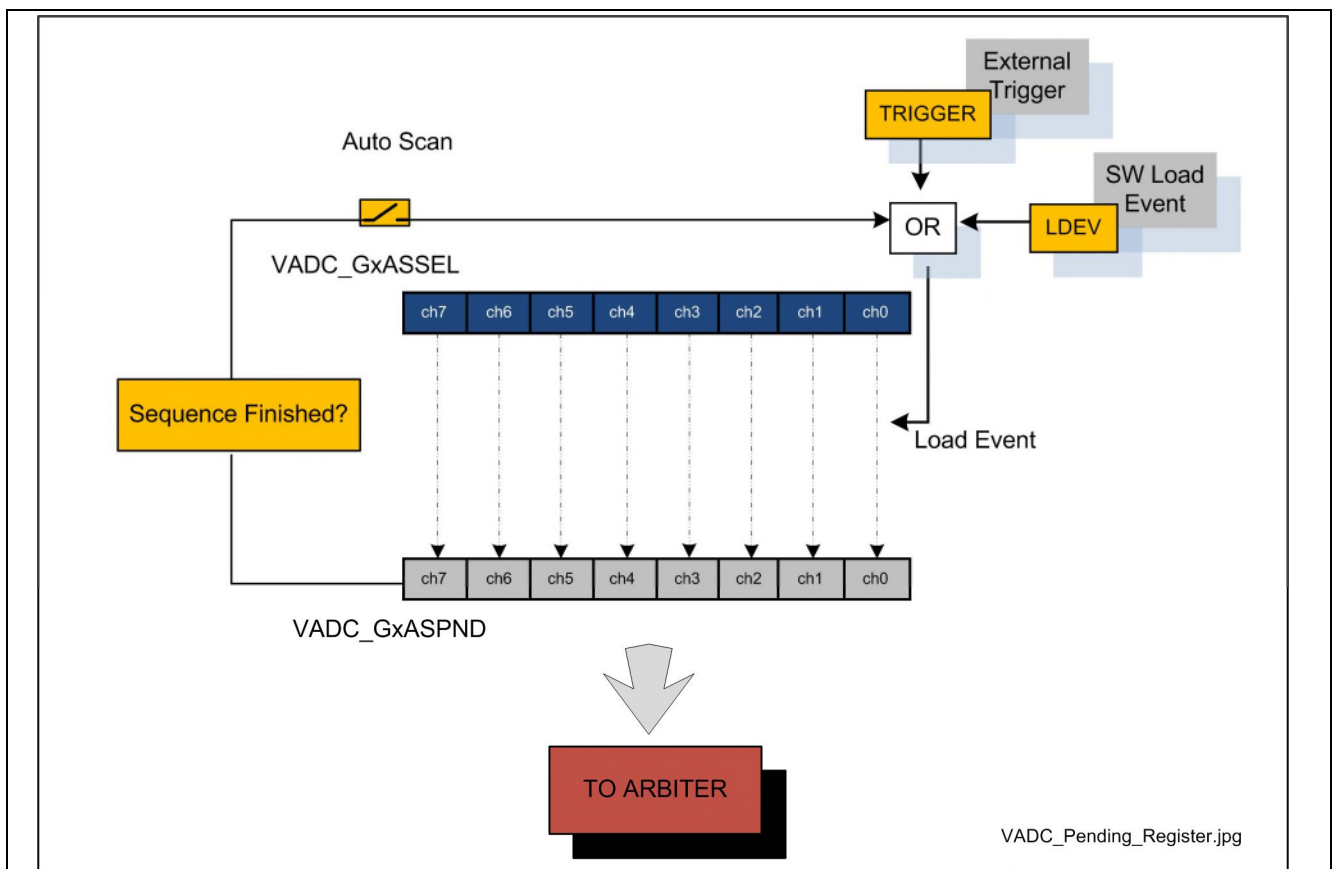 External
Trigger
TRIGGER
Auto Scan
SW Load
Event
OR
LDEV
VADC_GxASSEL
ch7 ch6 ch5 ch4 ch3 ch2 ch1 ch0
Sequence Finished?
Load Event
ch7 ch6 ch5 ch4 ch3 ch2 ch1 ch0
VADC_GxASPND
TO ARBITER
VADC_Pending_Register.jpg